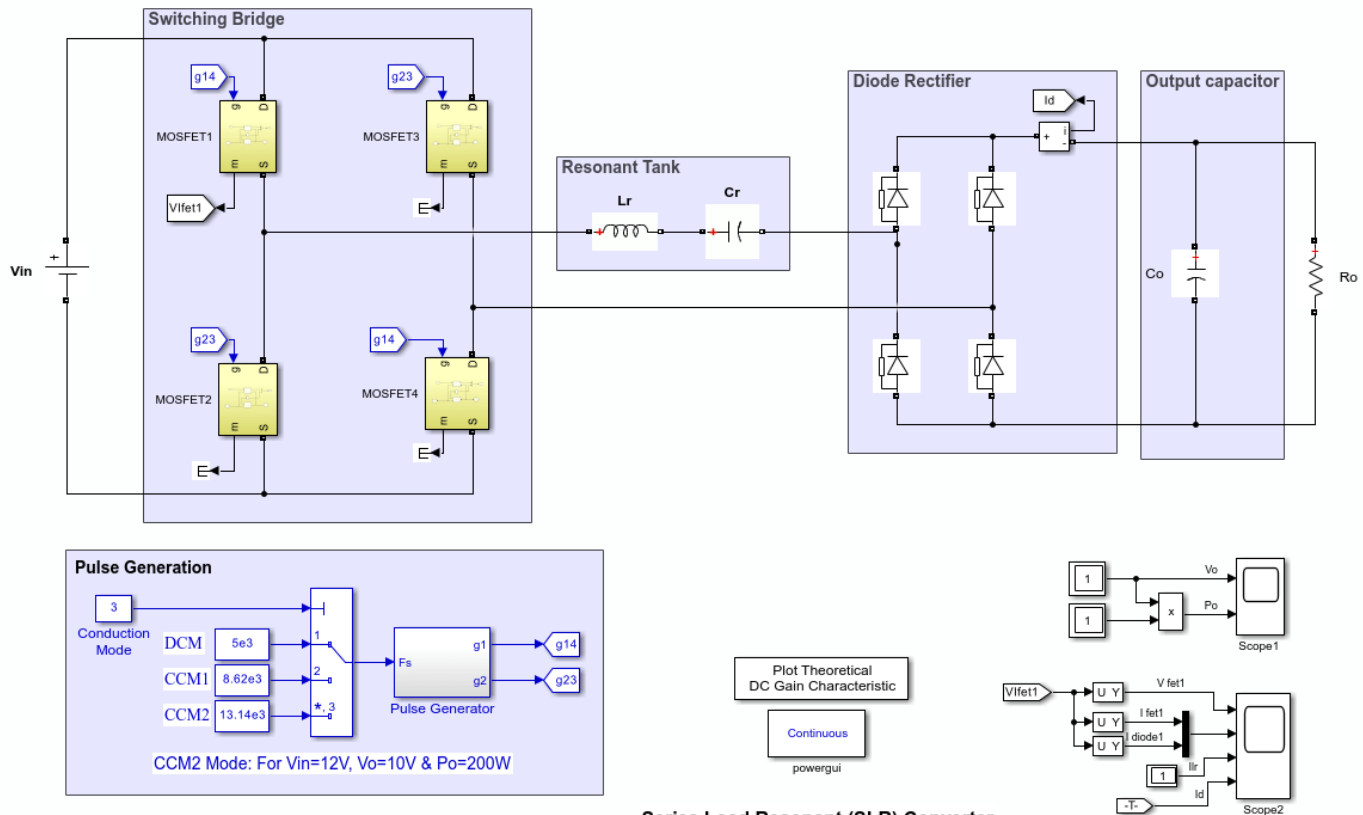 Switching Bridge
g14
g23
g D
g D
MOSFET1
MOSFET3
m S
m S
VIfet1
E
Vin
+
g23
g14
g D
g D
MOSFET2
MOSFET4
m S
m S
E
E
Resonant Tank
Lr
Cr
+
+
Diode Rectifier
Id
+
i
-
Output capacitor
+
Co
+
Ro
Pulse Generation
3
Conduction
Mode
DCM
5e3
1
CCM1
8.62e3
2
CCM2
13.14e3
*, 3
Fs
g1
g2
Pulse Generator
g14
g23
CCM2 Mode: For Vin=12V, Vo=10V & Po=200W
Plot Theoretical
DC Gain Characteristic
Continuous
powergui
1
Vo
1
x
Po
Scope1
VIfet1
U Y
V fet1
U Y
I fet1
U Y
I diode1
1
Ilr
-T-
Id
Scope2
Series Load Resonant (SLR) Converter